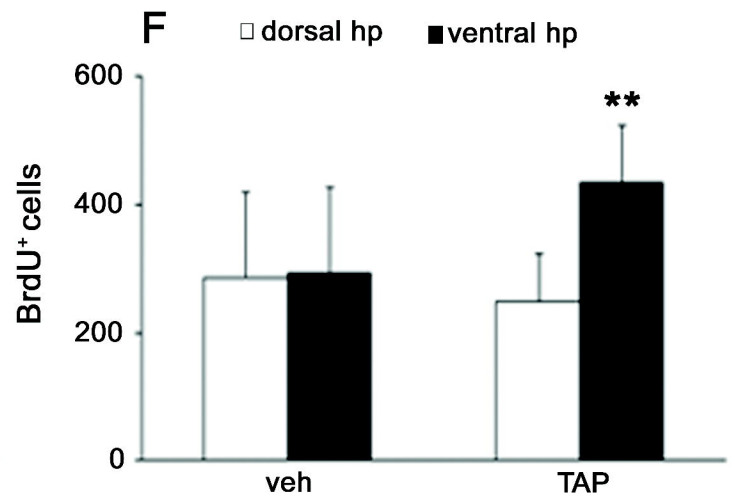 F
dorsal hp ventral hp
600
**
400
BrdU⁺ cells
200
0
veh TAP